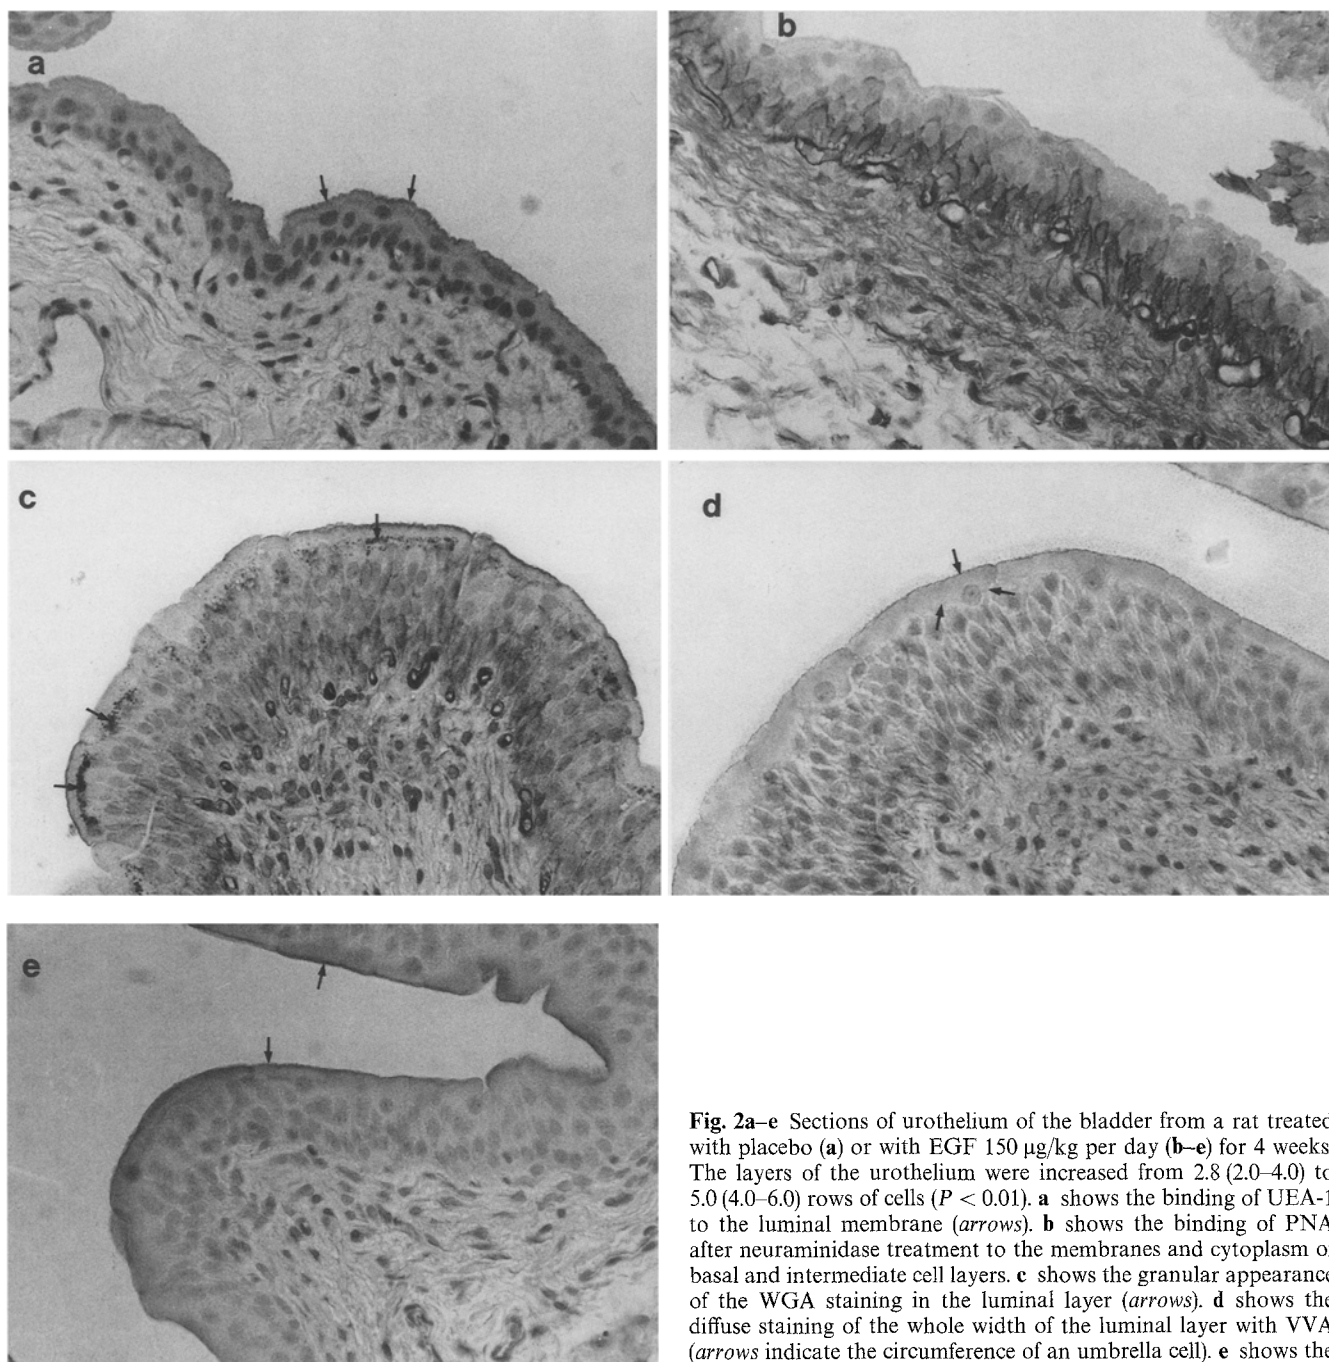 a
b
c
d
e
Fig. 2a–e Sections of urothelium of the bladder from a rat treated
with placebo (a) or with EGF 150 µg/kg per day (b–e) for 4 weeks
The layers of the urothelium were increased from 2.8 (2.0–4.0) to
5.0 (4.0–6.0) rows of cells (P < 0.01). a shows the binding of UEA-1
to the luminal membrane (arrows). b shows the binding of PNA
after neuraminidase treatment to the membranes and cytoplasm
basal and intermediate cell layers. c shows the granular appearance
of the WGA staining in the luminal layer (arrows). d shows the
diffuse staining of the whole width of the luminal layer with VVA
(arrows indicate the circumference of an umbrella cell). e shows the